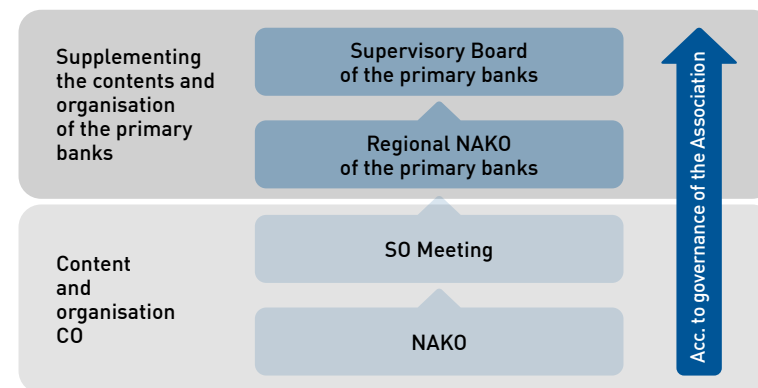 Supplementing
the contents and
organisation
of the primary
banks
Supervisory Board
of the primary banks
Regional NAKO
of the primary banks
Content
and
organisation
CO
SO Meeting
NAKO
Acc. to governance of the Association